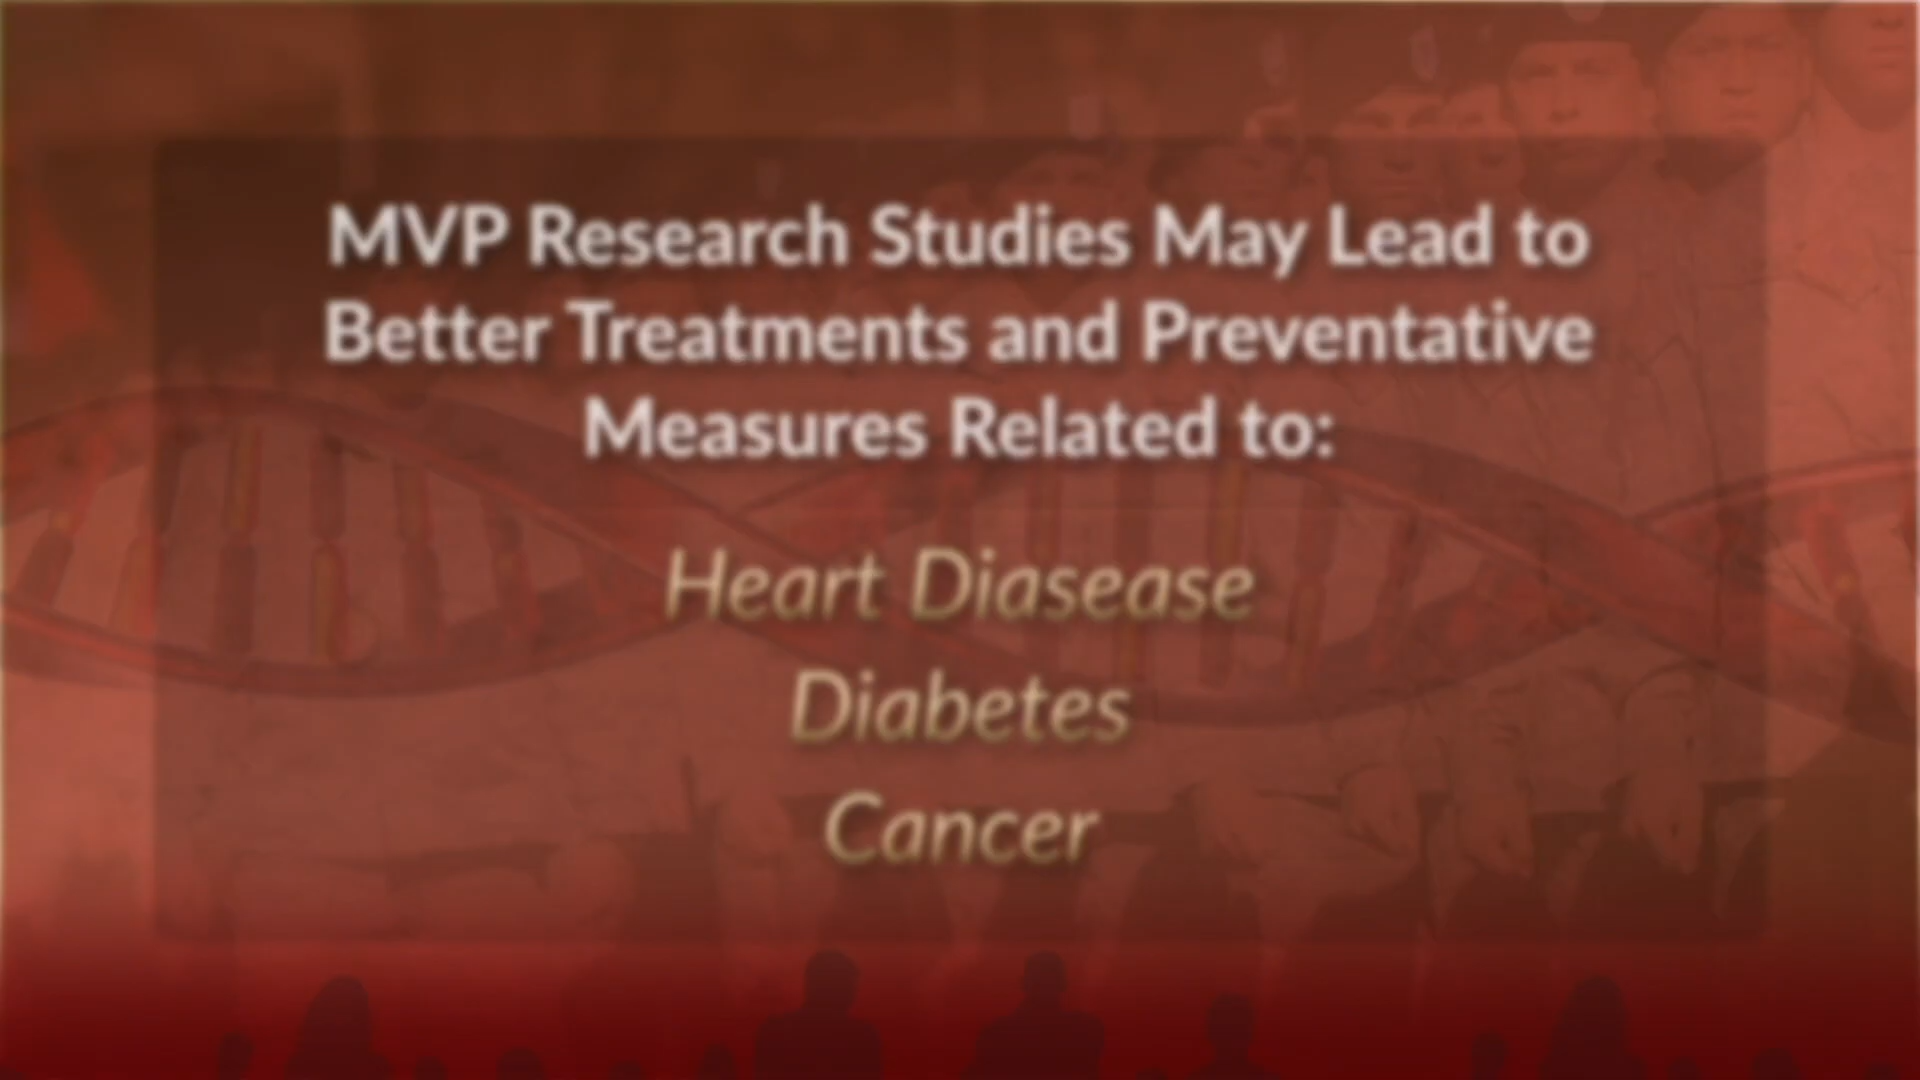 MVP Research Studies May Lead to
Better Treatments and Preventative
Measures Related to:
Heart Diasease
Diabetes
Cancer